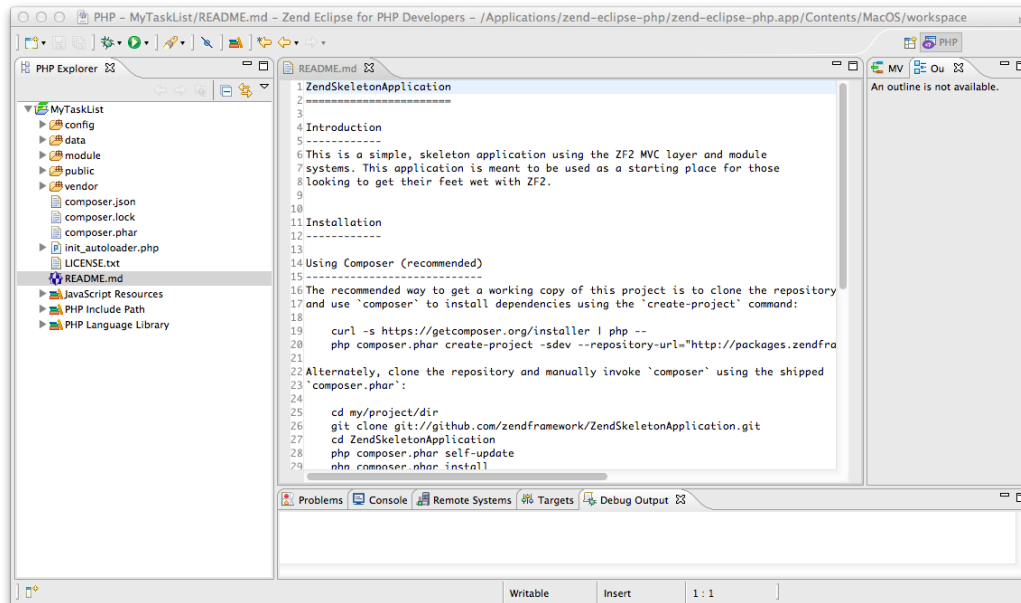 PHP – MyTaskList/README.md – Zend Eclipse for PHP Developers – /Applications/zend-eclipse-php/zend-eclipse-php.app/Contents/MacOS/workspace
PHP
PHP Explorer
MyTaskList
config
data
module
public
vendor
composer.json
composer.lock
composer.phar
init_autoloader.php
LICENSE.txt
README.md
JavaScript Resources
PHP Include Path
PHP Language Library
README.md
1 ZendSkeletonApplication
2 =======================
3
4 Introduction
5 ------------
6 This is a simple, skeleton application using the ZF2 MVC layer and module
7 systems. This application is meant to be used as a starting place for those
8 looking to get their feet wet with ZF2.
9
10
11 Installation
12 ------------
13
14 Using Composer (recommended)
15 ----------------------------
16 The recommended way to get a working copy of this project is to clone the repository
17 and use `composer` to install dependencies using the `create-project` command:
18
19     curl -s https://getcomposer.org/installer | php --
20     php composer.phar create-project -sdev --repository-url="http://packages.zendfra
21
22 Alternately, clone the repository and manually invoke `composer` using the shipped
23 `composer.phar`:
24
25     cd my/project/dir
26     git clone git://github.com/zendframework/ZendSkeletonApplication.git
27     cd ZendSkeletonApplication
28     php composer.phar self-update
29     php composer.phar install
MV
Ou
An outline is not available.
Problems
Console
Remote Systems
Targets
Debug Output
Writable
Insert
1 : 1